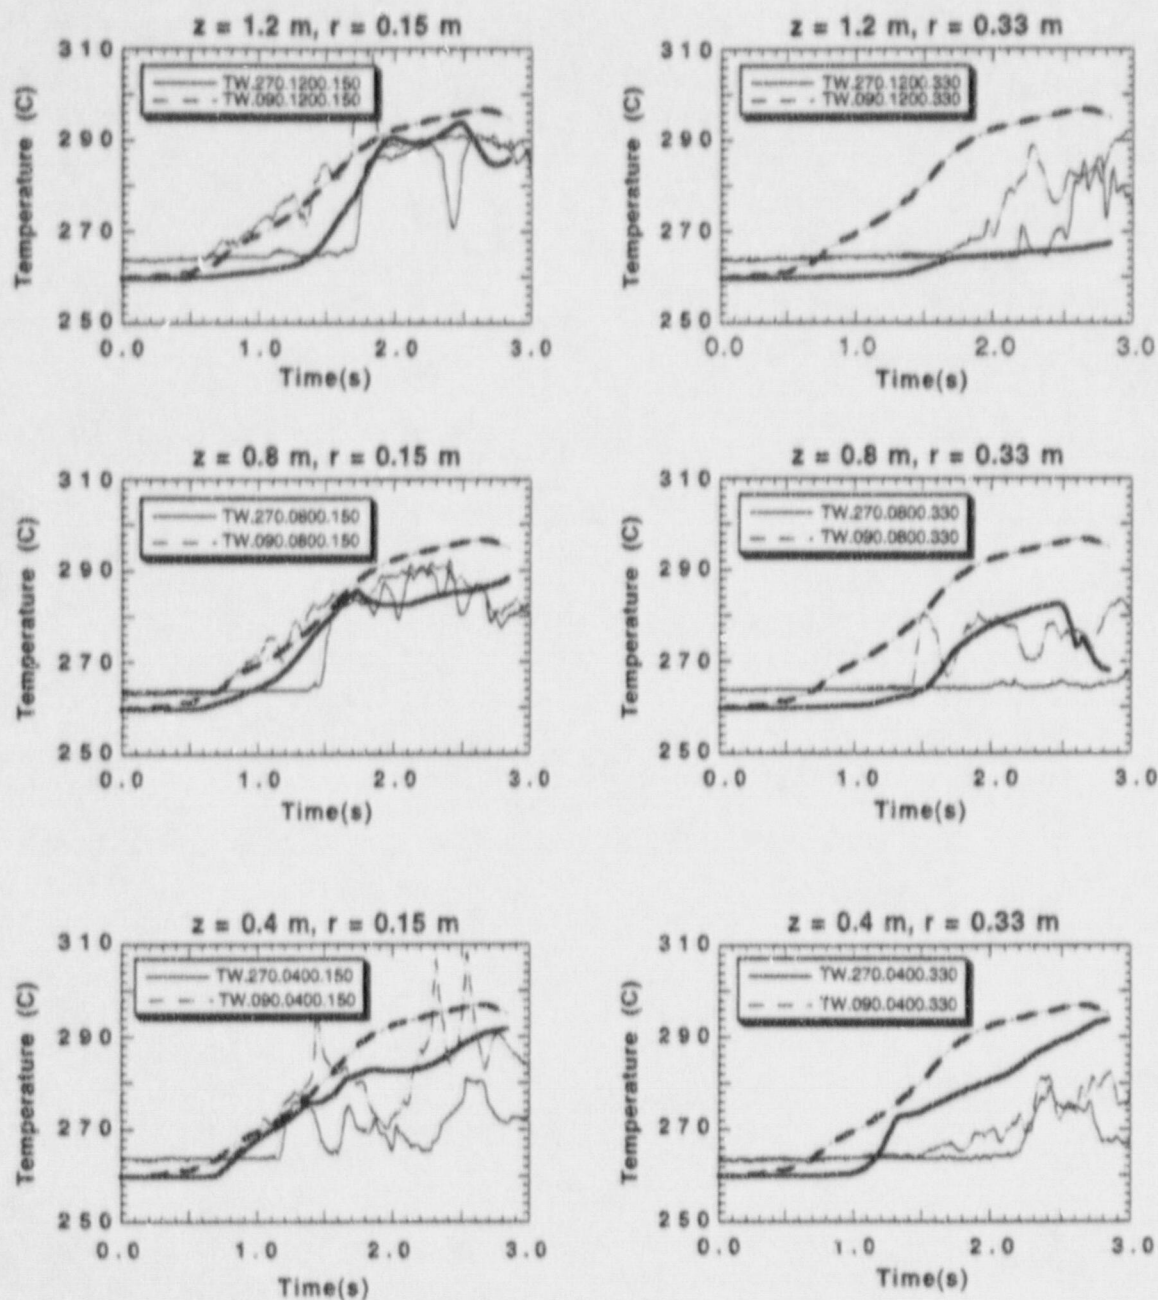 z = 1.2 m, r = 0.15 m
310
TW.270.1200.150
TW.090.1200.150
290
270
250
Temperature (C)
0.0 1.0 2.0 3.0
Time(s)
z = 1.2 m, r = 0.33 m
310
TW.270.1200.330
TW.090.1200.330
290
270
250
Temperature (C)
0.0 1.0 2.0 3.0
Time(s)
z = 0.8 m, r = 0.15 m
310
TW.270.0800.150
TW.090.0800.150
290
270
250
Temperature (C)
0.0 1.0 2.0 3.0
Time(s)
z = 0.8 m, r = 0.33 m
310
TW.270.0800.330
TW.090.0800.330
290
270
250
Temperature (C)
0.0 1.0 2.0 3.0
Time(s)
z = 0.4 m, r = 0.15 m
310
TW.270.0400.150
TW.090.0400.150
290
270
250
Temperature (C)
0.0 1.0 2.0 3.0
Time(s)
z = 0.4 m, r = 0.33 m
310
TW.270.0400.330
TW.090.0400.330
290
270
250
Temperature (C)
0.0 1.0 2.0 3.0
Time(s)